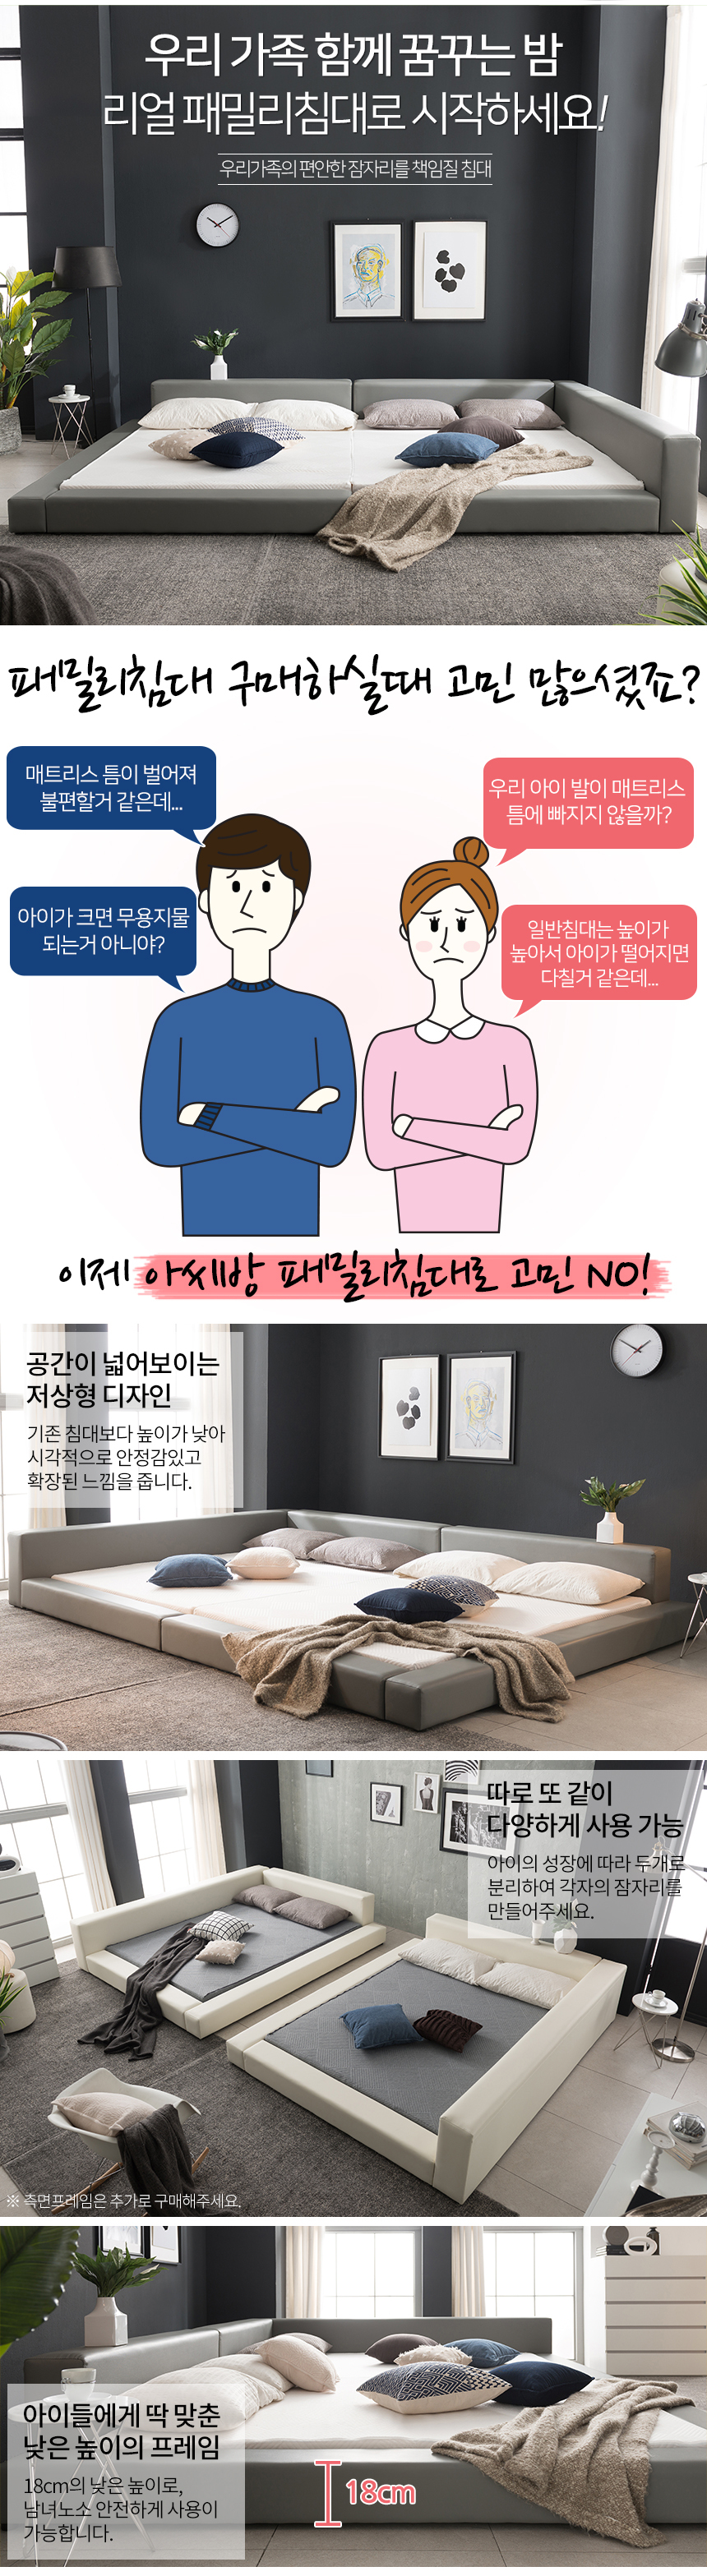 우리 가족 함께 꿈꾸는 밤
리얼 패밀리침대로 시작하세요!
우리가족의 편안한 잠자리를 책임질 침대
패밀리침대 구매하실때 고민 많으셨죠?
매트리스 틈이 벌어져
불편할거 같은데...
우리 아이 발이 매트리스
틈에 빠지지 않을까?
아이가 크면 무용지물
되는거 아니야?
일반침대는 높이가
높아서 아이가 떨어지면
다칠거 같은데...
이제 아씨방 패밀리침대로 고민 NO!
공간이 넓어보이는
저상형 디자인
기존 침대보다 높이가 낮아
시각적으로 안정감있고
확장된 느낌을 줍니다.
따로 또 같이
다양하게 사용 가능
아이의 성장에 따라 두개로
분리하여 각자의 잠자리를
만들어주세요.
※ 측면프레임은 추가로 구매해주세요.
아이들에게 딱 맞춘
낮은 높이의 프레임
18cm의 낮은 높이로,
남녀노소 안전하게 사용이
가능합니다.
18cm